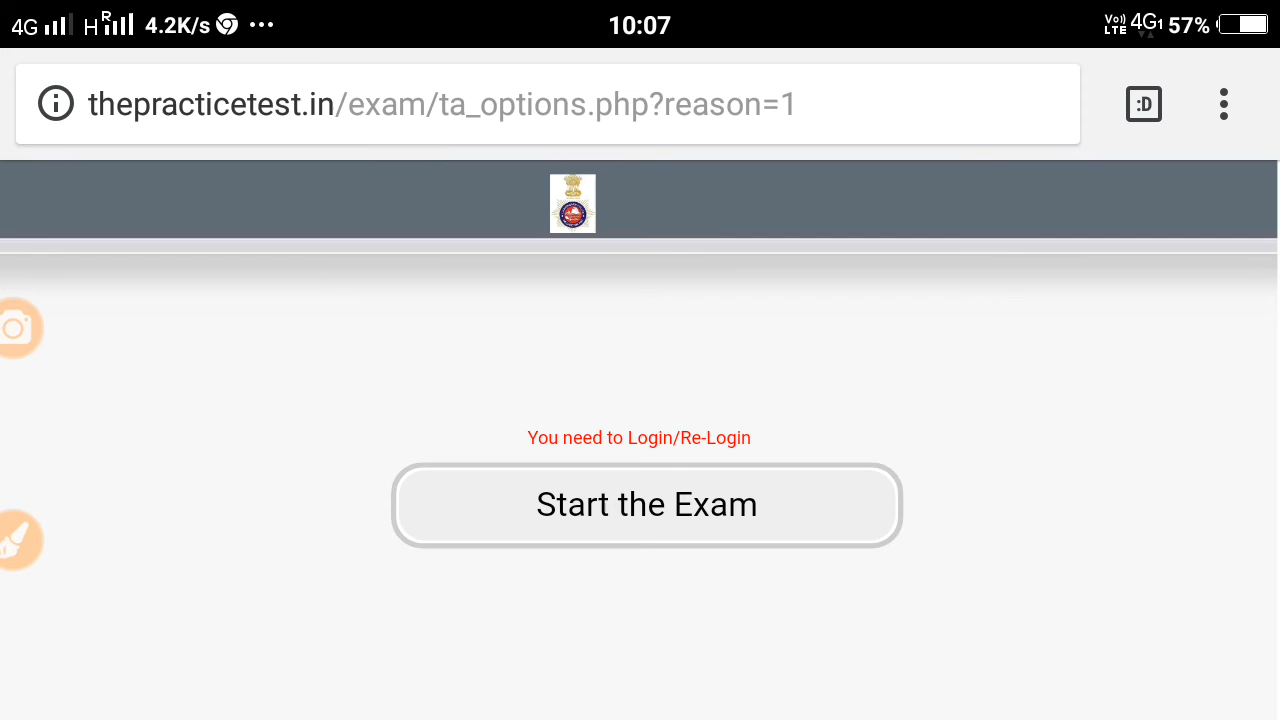 4G H R 4.2K/s ••• 10:07 Vo) LTE 4G1 57%
thepracticetest.in/exam/ta_options.php?reason=1 :D
You need to Login/Re-Login
Start the Exam